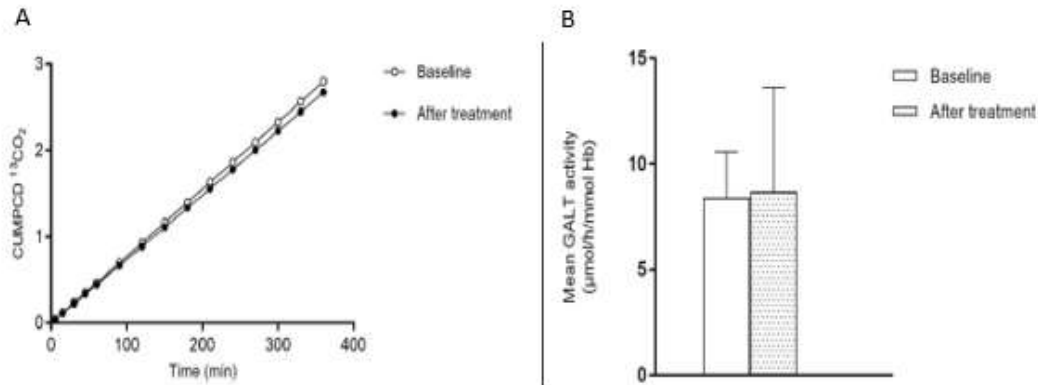 A
3
2
1
0
0
100
200
300
400
CUMPCD ¹³CO₂
Time (min)
Baseline
After treatment
B
15
10
5
0
Mean GALT activity
(µmol/h/mmol Hb)
Baseline
After treatment